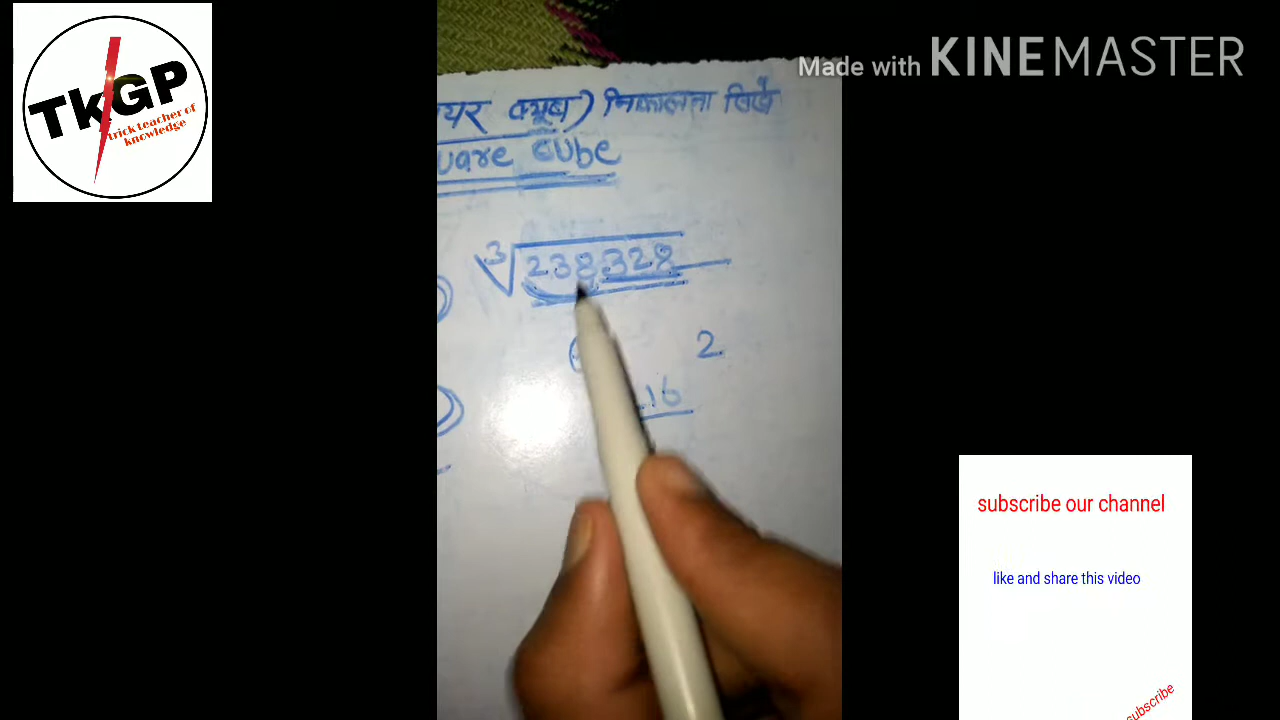 TKGP
trick teacher of
knowledge
Made with KINEMASTER
यर क्यूब) निकालना सिखे
uare cube
3√238328
2
16
subscribe our channel
like and share this video
subscribe